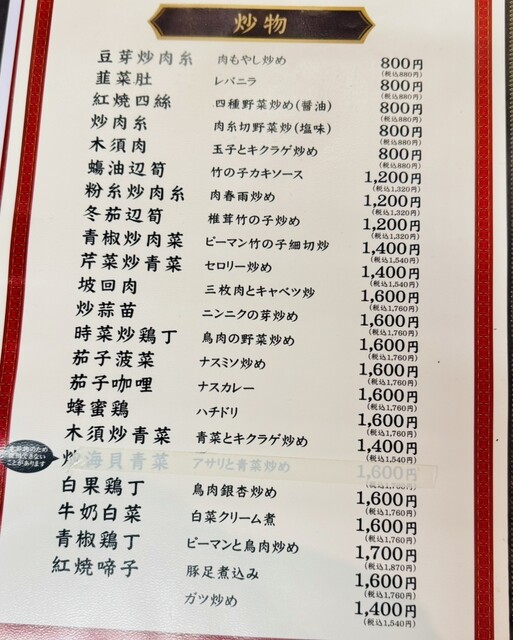 炒物
豆芽炒肉糸 肉もやし炒め 800円
(税込880円)
韮菜肚 レバニラ 800円
(税込880円)
紅焼四絲 四種野菜炒め(醤油) 800円
(税込880円)
炒肉糸 肉糸切野菜炒(塩味) 800円
(税込880円)
木須肉 玉子とキクラゲ炒め 800円
(税込880円)
蠣油辺筍 竹の子カキソース 1,200円
(税込1,320円)
粉糸炒肉糸 肉春雨炒め 1,200円
(税込1,320円)
冬茄辺筍 椎茸竹の子炒め 1,200円
(税込1,320円)
青椒炒肉菜 ピーマン竹の子細切炒 1,400円
(税込1,540円)
芹菜炒青菜 セロリー炒め 1,400円
(税込1,540円)
坡回肉 三枚肉とキャベツ炒 1,600円
(税込1,760円)
炒蒜苗 ニンニクの芽炒め 1,600円
(税込1,760円)
時菜炒鶏丁 鳥肉の野菜炒め 1,600円
(税込1,760円)
茄子菠菜 ナスミソ炒め 1,600円
(税込1,760円)
茄子咖哩 ナスカレー 1,600円
(税込1,760円)
蜂蜜鶏 ハチドリ 1,600円
(税込1,760円)
木須炒青菜 青菜とキクラゲ炒め 1,400円
(税込1,540円)
炒海貝青菜 アサリと青菜炒め 1,600円
白果鶏丁 鳥肉銀杏炒め 1,600円
(税込1,760円)
牛奶白菜 白菜クリーム煮 1,600円
(税込1,760円)
青椒鶏丁 ピーマンと鳥肉炒め 1,700円
(税込1,870円)
紅焼啼子 豚足煮込み 1,600円
(税込1,760円)
ガツ炒め 1,400円
(税込1,540円)